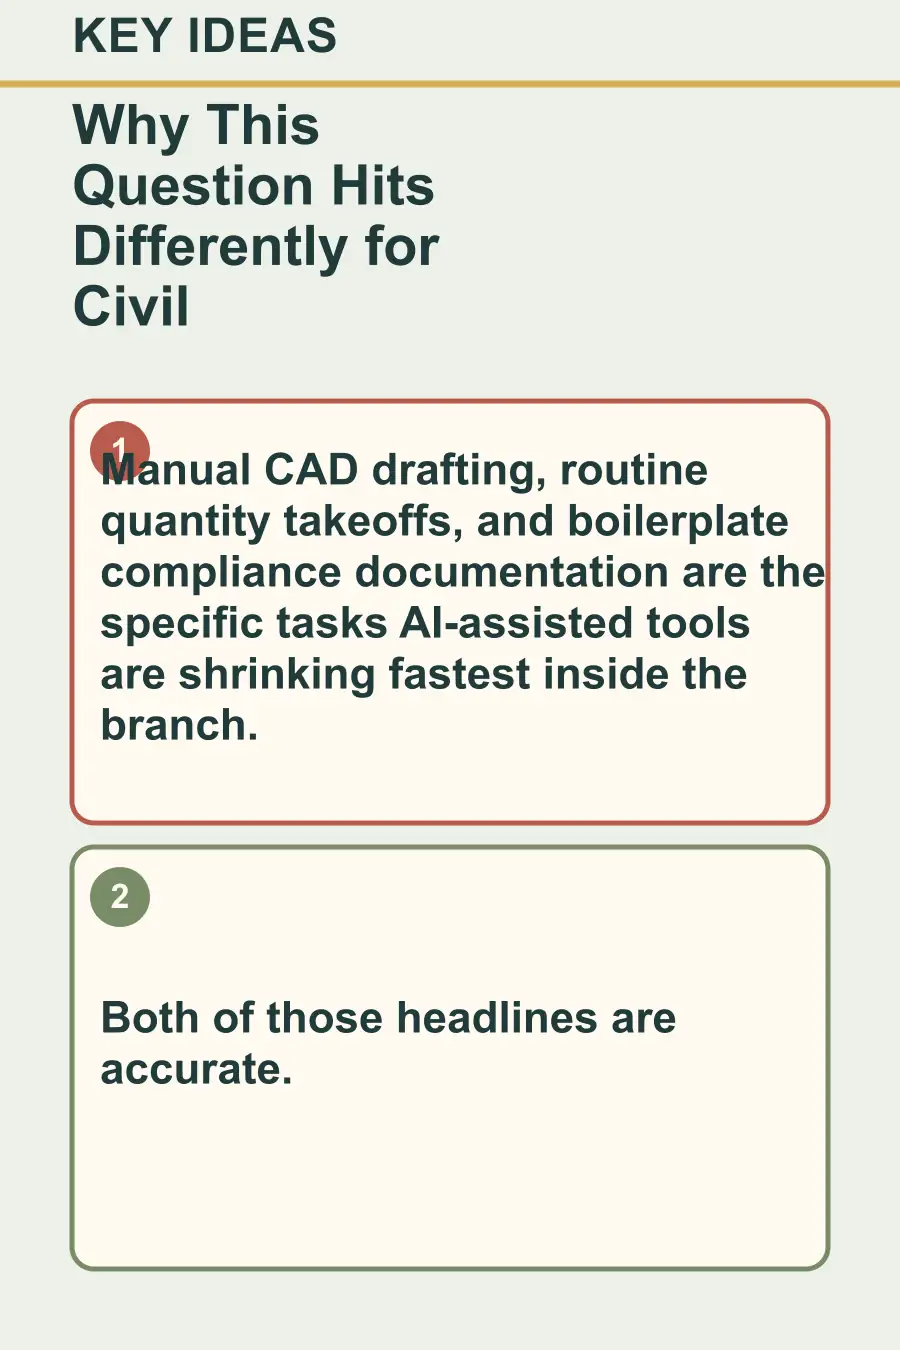 KEY IDEAS
Why This
Question Hits
Differently for
Civil
1
Manual CAD drafting, routine
quantity takeoffs, and boilerplate
compliance documentation are the
specific tasks AI-assisted tools
are shrinking fastest inside the
branch.
2
Both of those headlines are
accurate.